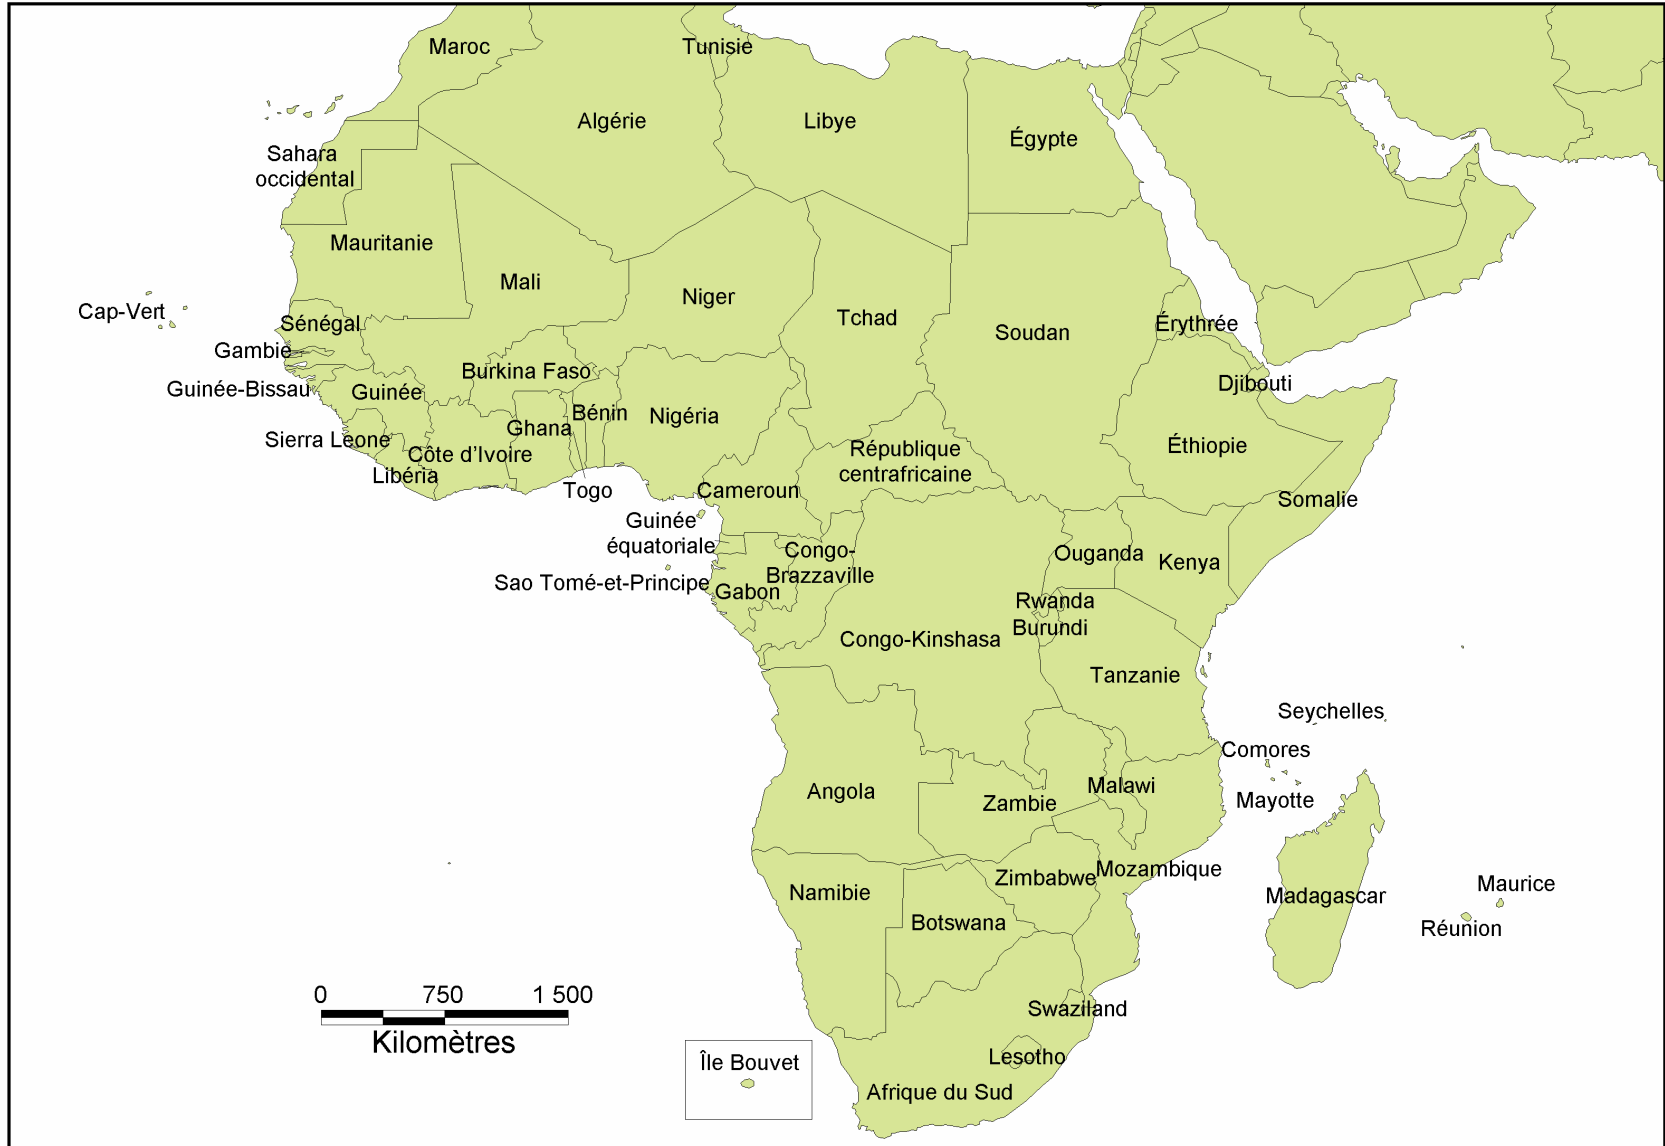 Maroc
Tunisie
Algérie
Libye
Égypte
Sahara
occidental
Mauritanie
Mali
Niger
Tchad
Soudan
Érythrée
Cap-Vert
Sénégal
Gambie
Guinée-Bissau
Guinée
Burkina Faso
Djibouti
Bénin
Nigéria
Ghana
Sierra Leone
Côte d’Ivoire
Libéria
Togo
République
centrafricaine
Éthiopie
Cameroun
Somalie
Guinée
équatoriale
Congo-
Brazzaville
Ouganda
Kenya
Sao Tomé-et-Principe
Gabon
Rwanda
Burundi
Congo-Kinshasa
Tanzanie
Seychelles
Comores
Malawi
Angola
Zambie
Mayotte
Mozambique
Zimbabwe
Namibie
Madagascar
Maurice
Botswana
Réunion
0 750 1 500
Kilomètres
Swaziland
Lesotho
Île Bouvet
Afrique du Sud